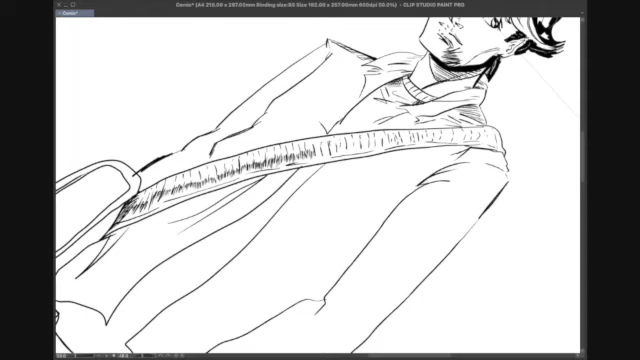 Comic* (A4 210.00 x 297.00mm Binding size:B5 Size 182.00 x 257.00mm 600dpi 50.0%) - CLIP STUDIO PAINT PRO
Comic*